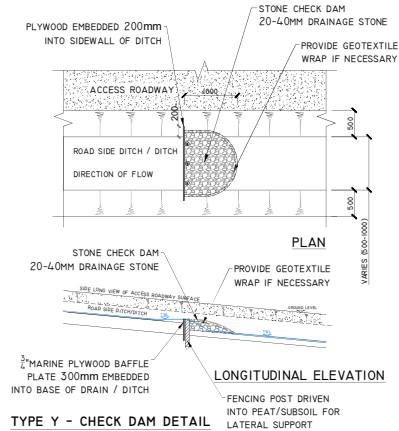 STONE CHECK DAM
20-40MM DRAINAGE STONE
PLYWOOD EMBEDDED 200mm
INTO SIDEWALL OF DITCH
PROVIDE GEOTEXTILE
WRAP IF NECESSARY
ACCESS ROADWAY
4000
200
500
ROAD SIDE DITCH / DITCH
DIRECTION OF FLOW
500
VARIES (500-1000)
PLAN
STONE CHECK DAM
20-40MM DRAINAGE STONE
PROVIDE GEOTEXTILE
WRAP IF NECESSARY
SIDE LONG VIEW OF ACCESS ROADWAY SURFACE
GROUND LEVEL
ROAD SIDE DITCH/DITCH
3/4"MARINE PLYWOOD BAFFLE
PLATE 300mm EMBEDDED
INTO BASE OF DRAIN / DITCH
LONGITUDINAL ELEVATION
FENCING POST DRIVEN
INTO PEAT/SUBSOIL FOR
LATERAL SUPPORT
TYPE Y - CHECK DAM DETAIL